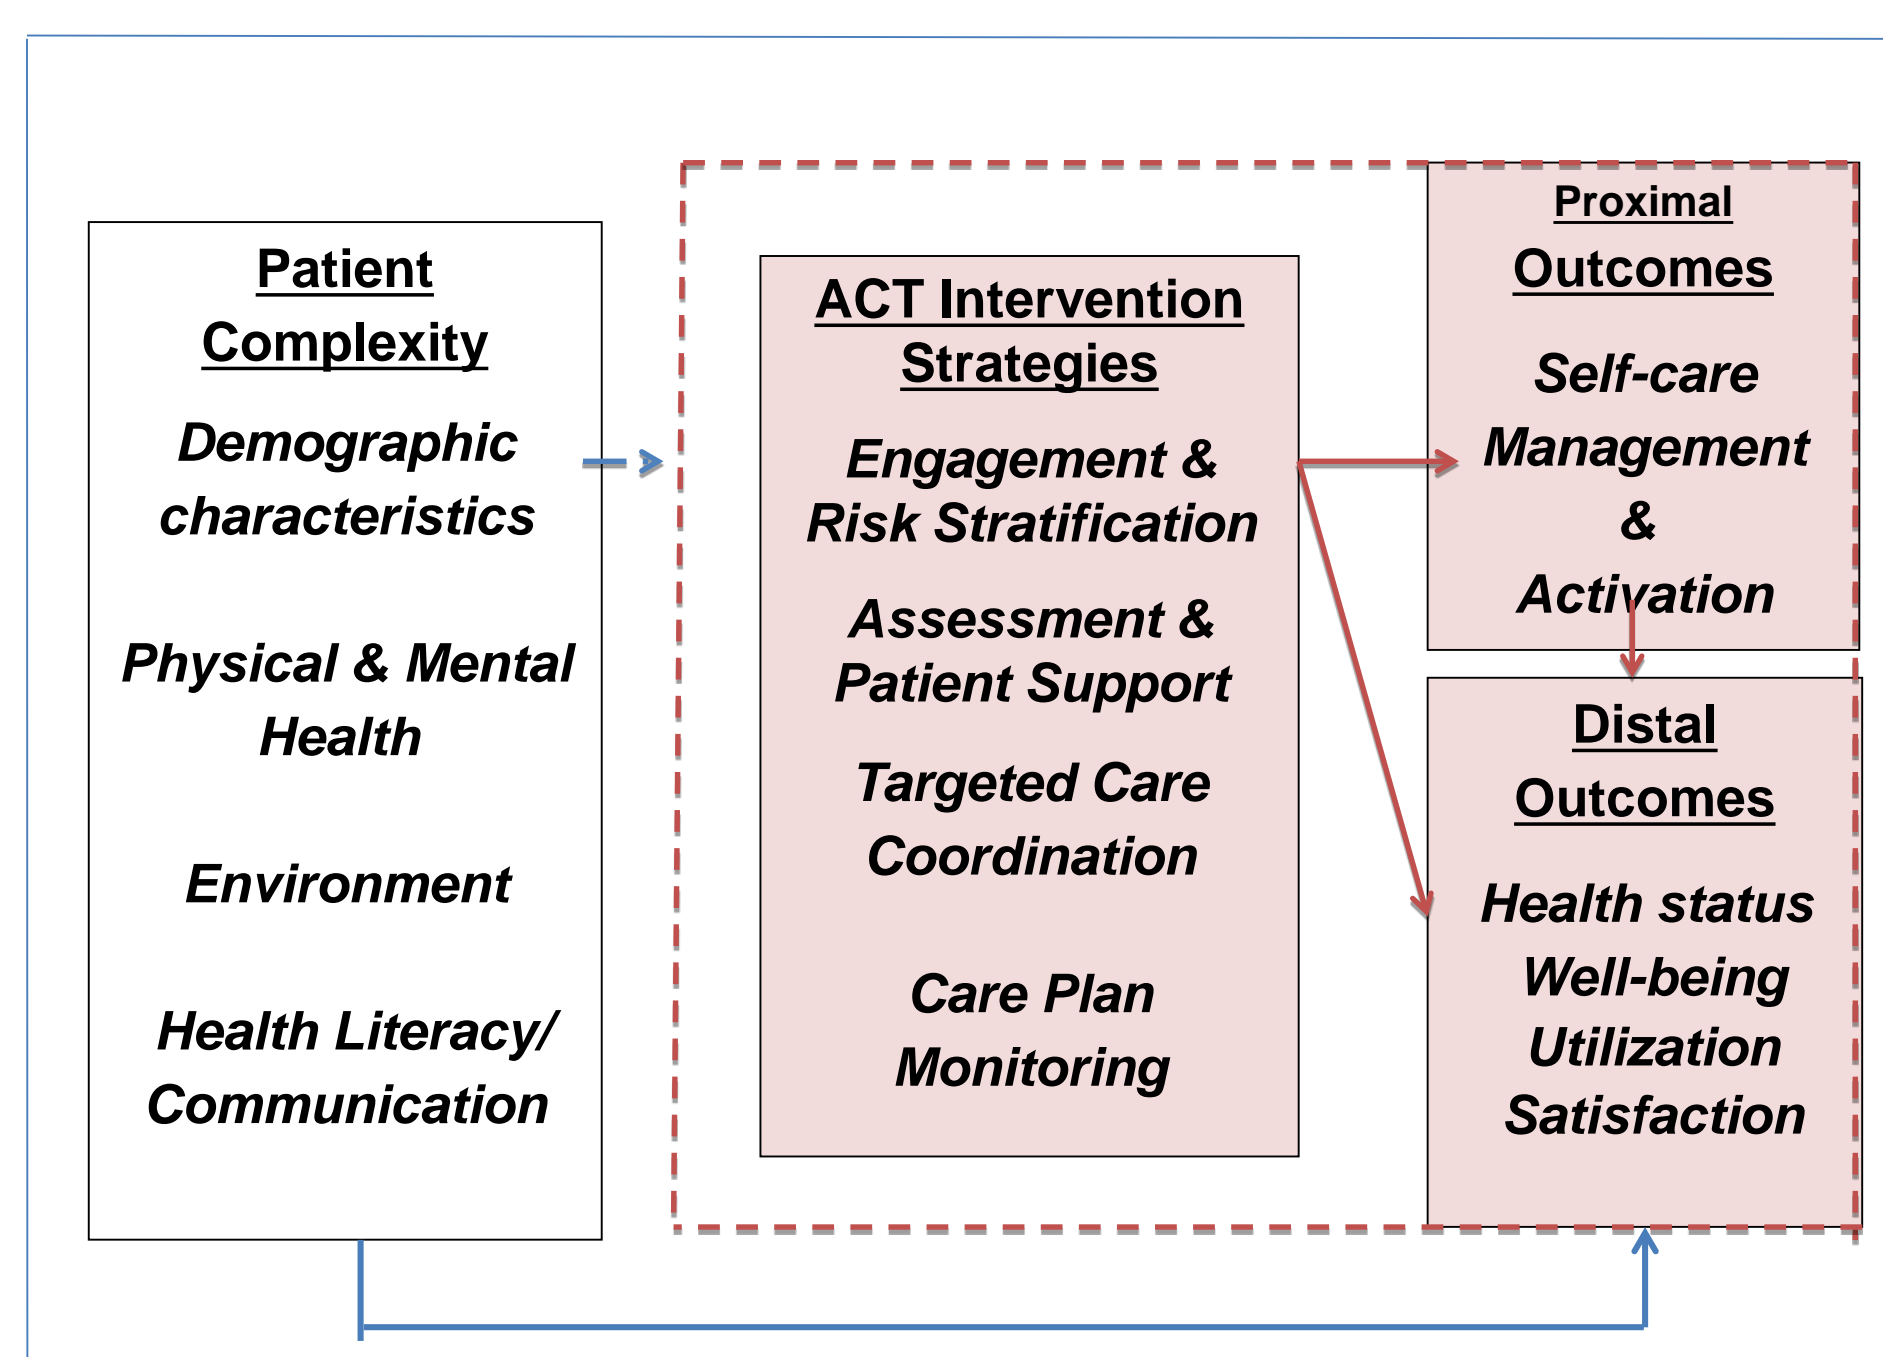 Patient
Complexity
Demographic
characteristics
Physical & Mental
Health
Environment
Health Literacy/
Communication
ACT Intervention
Strategies
Engagement &
Risk Stratification
Assessment &
Patient Support
Targeted Care
Coordination
Care Plan
Monitoring
Proximal
Outcomes
Self-care
Management
&
Activation
Distal
Outcomes
Health status
Well-being
Utilization
Satisfaction